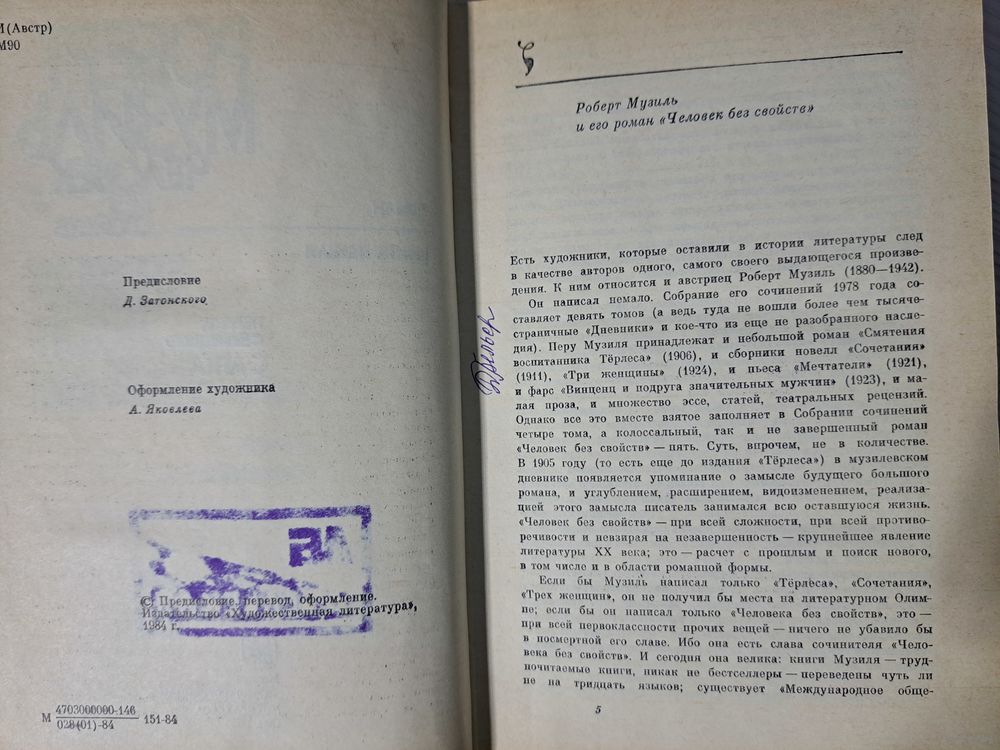 И(Австр)
М90
Предисловие
Д. Затонского
Оформление художника
А. Яковлева
© Предисловие, перевод, оформление.
Издательство «Художественная литература»,
1984 г.
М 4703000000-146
028(01)-84
151-84
Роберт Музиль
и его роман «Человек без свойств»
Есть художники, которые оставили в истории литературы след
в качестве авторов одного, самого своего выдающегося произве-
дения. К ним относится и австриец Роберт Музиль (1880—1942).
Он написал немало. Собрание его сочинений 1978 года со-
ставляет девять томов (а ведь туда не вошли более чем тысяче-
страничные «Дневники» и кое-что из еще не разобранного насле-
дия). Перу Музиля принадлежат и небольшой роман «Смятения
воспитанника Тёрлеса» (1906), и сборники новелл «Сочетания»
(1911), «Три женщины» (1924), и пьеса «Мечтатели» (1921),
и фарс «Винценц и подруга значительных мужчин» (1923), и ма-
лая проза, и множество эссе, статей, театральных рецензий.
Однако все это вместе взятое заполняет в Собрании сочинений
четыре тома, а колоссальный, так и не завершенный роман
«Человек без свойств» — пять. Суть, впрочем, не в количестве.
В 1905 году (то есть еще до издания «Тёрлеса») в музилевском
дневнике появляется упоминание о замысле будущего большого
романа, и углублением, расширением, видоизменением, реализа-
цией этого замысла писатель занимался всю оставшуюся жизнь.
«Человек без свойств» — при всей сложности, при всей противо-
речивости и невзирая на незавершенность — крупнейшее явление
литературы XX века; это — расчет с прошлым и поиск нового,
в том числе и в области романной формы.
Если бы Музиль написал только «Тёрлеса», «Сочетания»,
«Трех женщин», он не получил бы места на литературном Олим-
пе; если бы он написал только «Человека без свойств», это —
при всей первоклассности прочих вещей — ничего не убавило бы
в посмертной его славе. Ибо она есть слава сочинителя «Чело-
века без свойств». И сегодня она велика: книги Музиля — труд-
ночитаемые книги, никак не бестселлеры — переведены чуть ли
не на тридцать языков; существует «Международное обще-
5